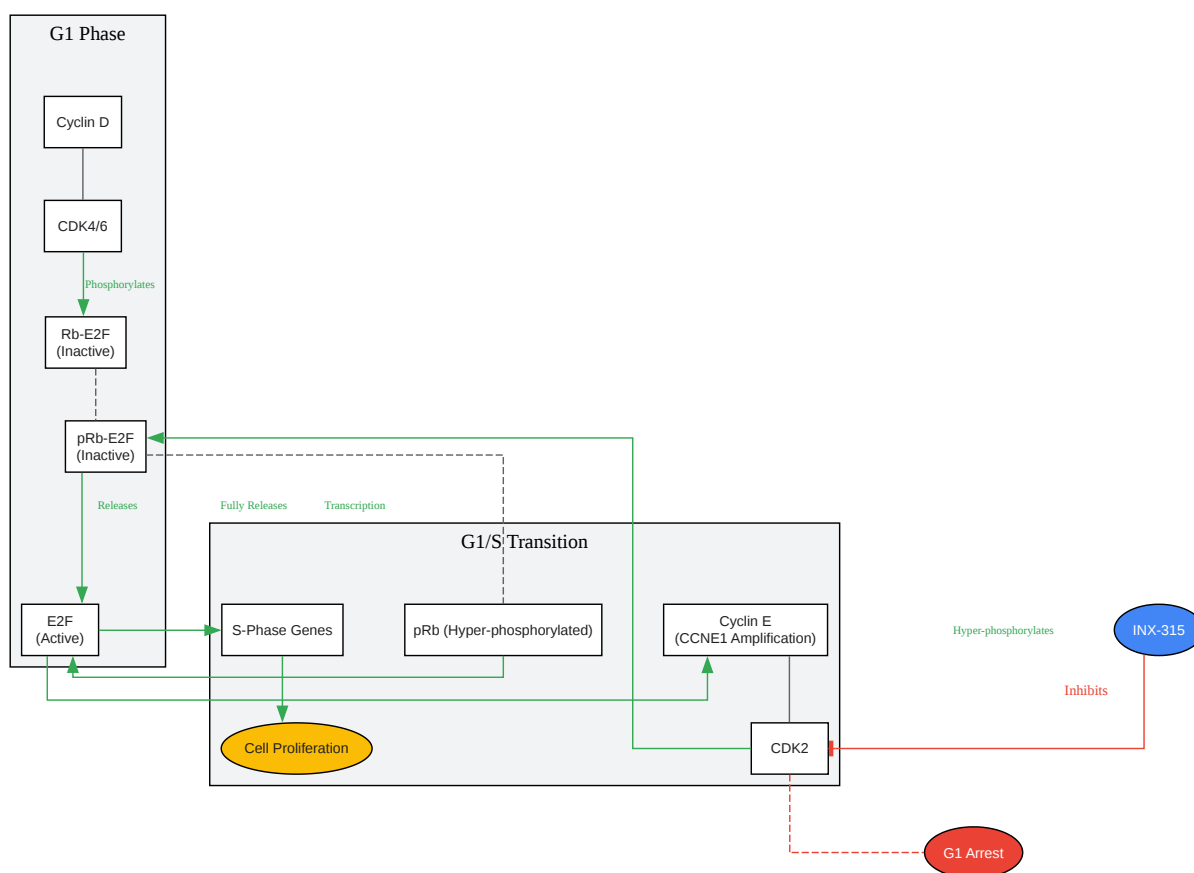 G1 Phase
Cyclin D
CDK4/6
Phosphorylates
Rb-E2F
(Inactive)
pRb-E2F
(Inactive)
Releases
Fully Releases
Transcription
G1/S Transition
E2F
(Active)
S-Phase Genes
pRb (Hyper-phosphorylated)
Cyclin E
(CCNE1 Amplification)
Hyper-phosphorylates
INX-315
Inhibits
Cell Proliferation
CDK2
G1 Arrest